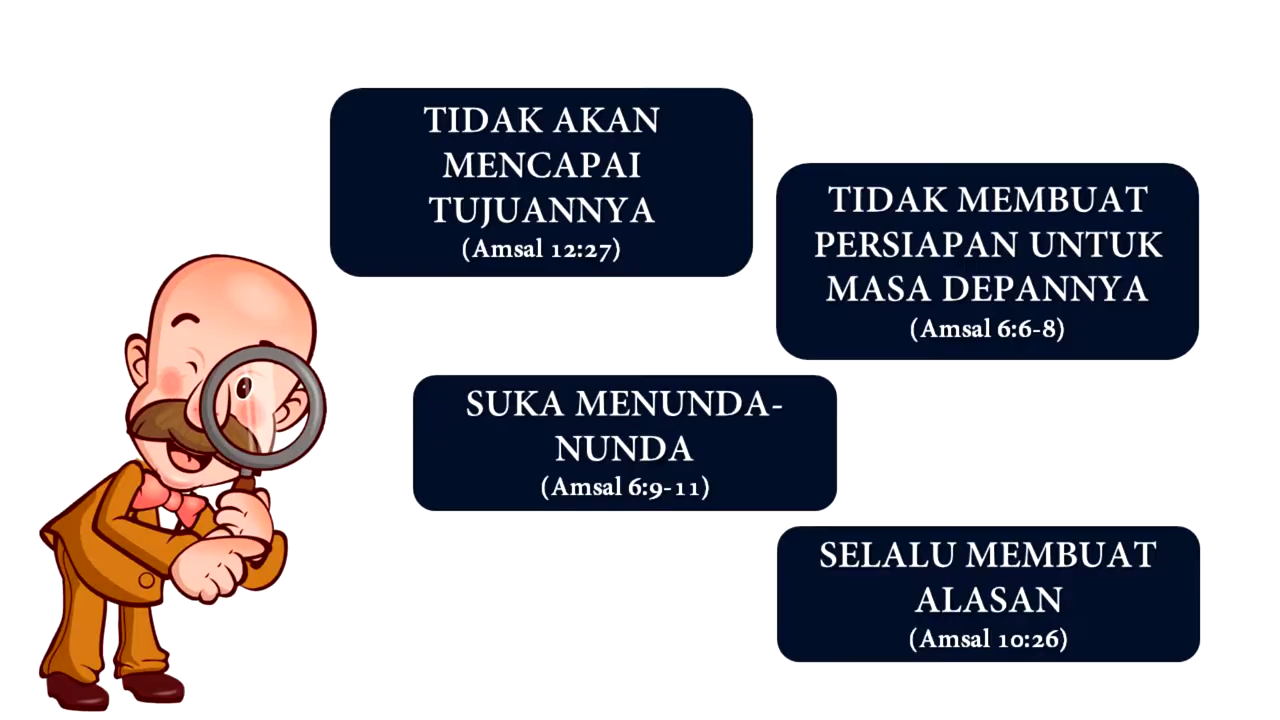 TIDAK AKAN
MENCAPAI
TUJUANNYA
(Amsal 12:27)
TIDAK MEMBUAT
PERSIAPAN UNTUK
MASA DEPANNYA
(Amsal 6:6-8)
SUKA MENUNDA-
NUNDA
(Amsal 6:9-11)
SELALU MEMBUAT
ALASAN
(Amsal 10:26)